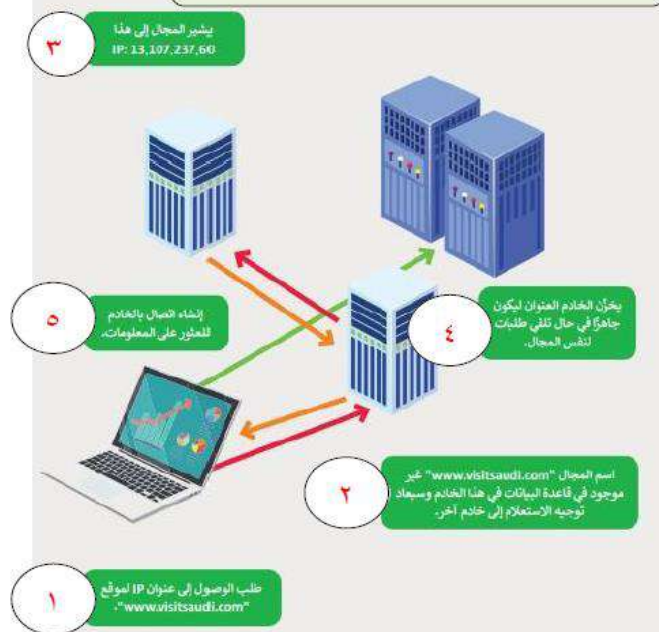 ٣
يشير المجال إلى هذا
IP: 13,107,237,60
٥
إنشاء اتصال بالخادم
للعثور على المعلومات.
٤
يخزّن الخادم العنوان ليكون
جاهزًا في حال تلقي طلبات
لنفس المجال.
٢
اسم المجال "www.visitsaudi.com" غير
موجود في قاعدة البيانات في هذا الخادم وسيعاد
توجيه الاستعلام إلى خادم آخر.
١
طلب الوصول إلى عنوان IP لموقع
"www.visitsaudi.com".